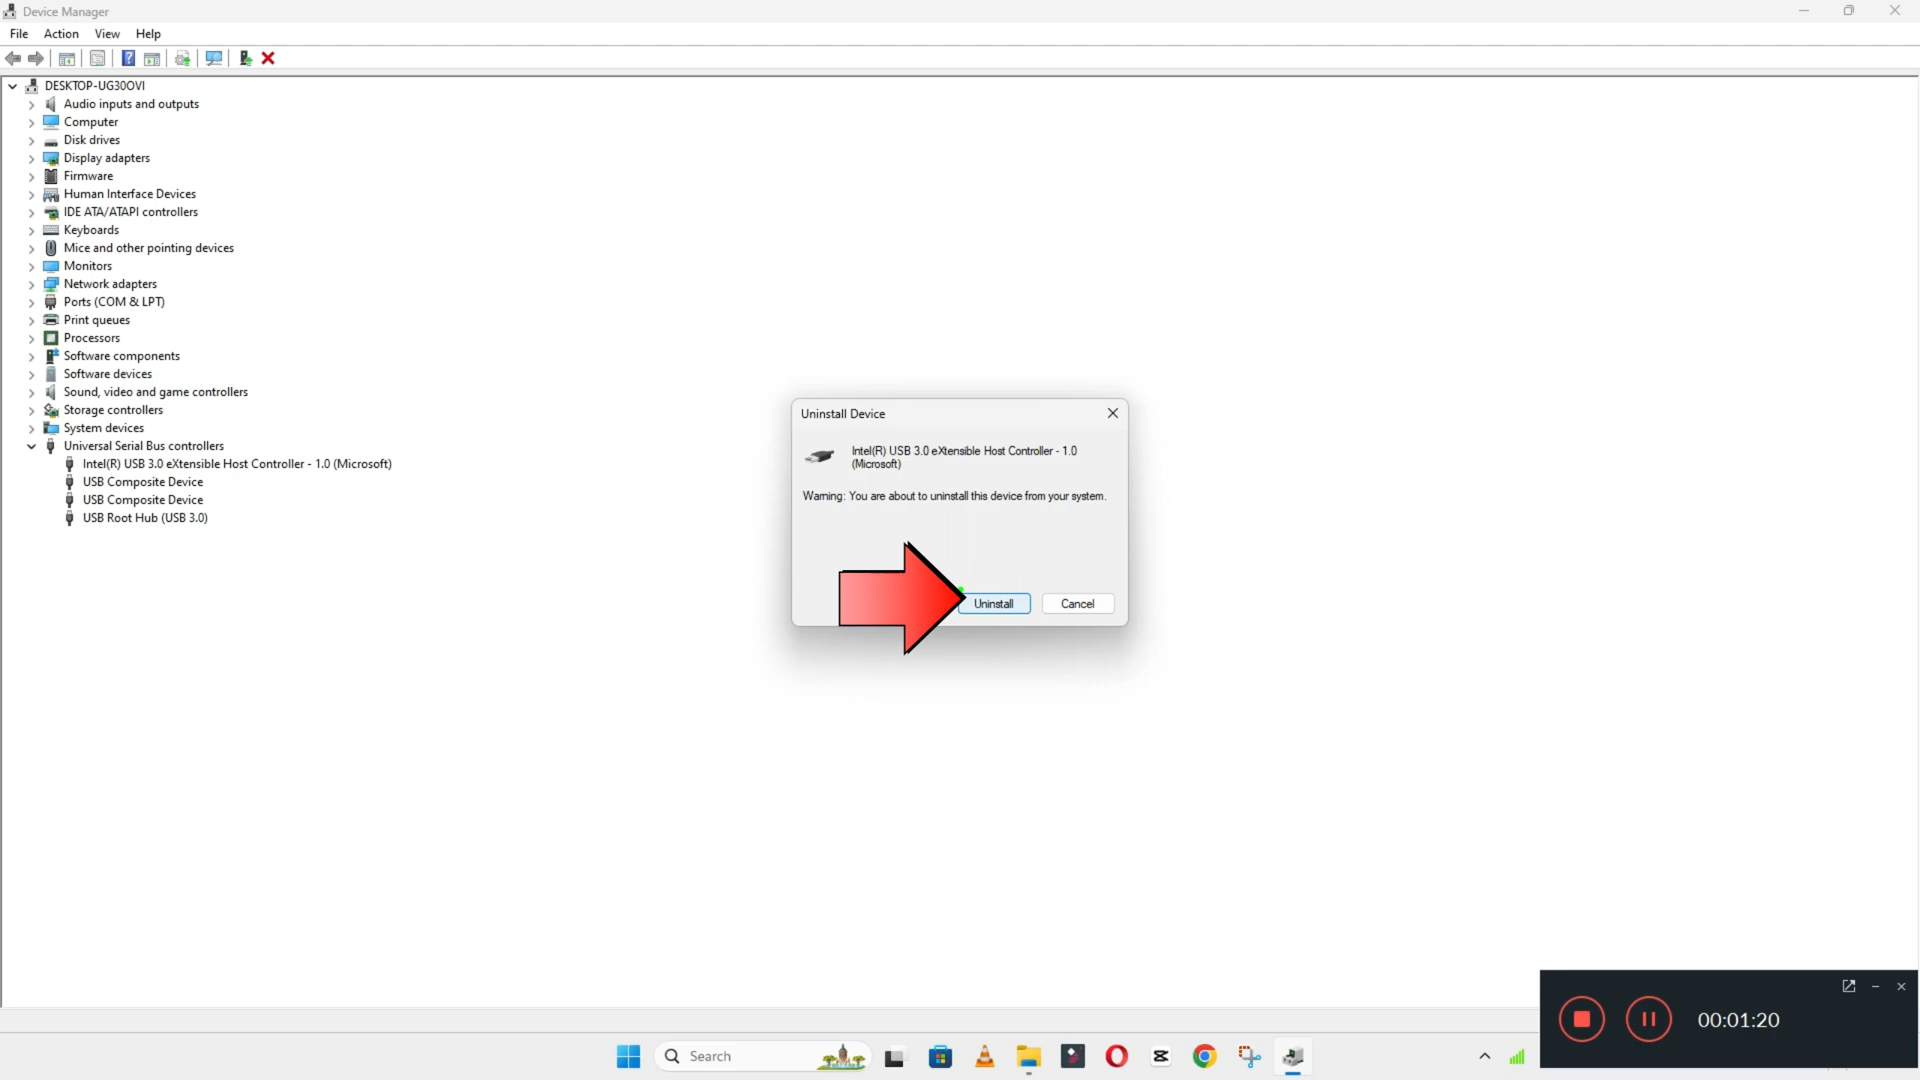 Device Manager
File Action View Help
DESKTOP-UG30OVI
Audio inputs and outputs
Computer
Disk drives
Display adapters
Firmware
Human Interface Devices
IDE ATA/ATAPI controllers
Keyboards
Mice and other pointing devices
Monitors
Network adapters
Ports (COM & LPT)
Print queues
Processors
Software components
Software devices
Sound, video and game controllers
Storage controllers
System devices
Universal Serial Bus controllers
Intel(R) USB 3.0 eXtensible Host Controller - 1.0 (Microsoft)
USB Composite Device
USB Composite Device
USB Root Hub (USB 3.0)
Uninstall Device
Intel(R) USB 3.0 eXtensible Host Controller - 1.0
(Microsoft)
Warning: You are about to uninstall this device from your system.
Uninstall Cancel
00:01:20
Search